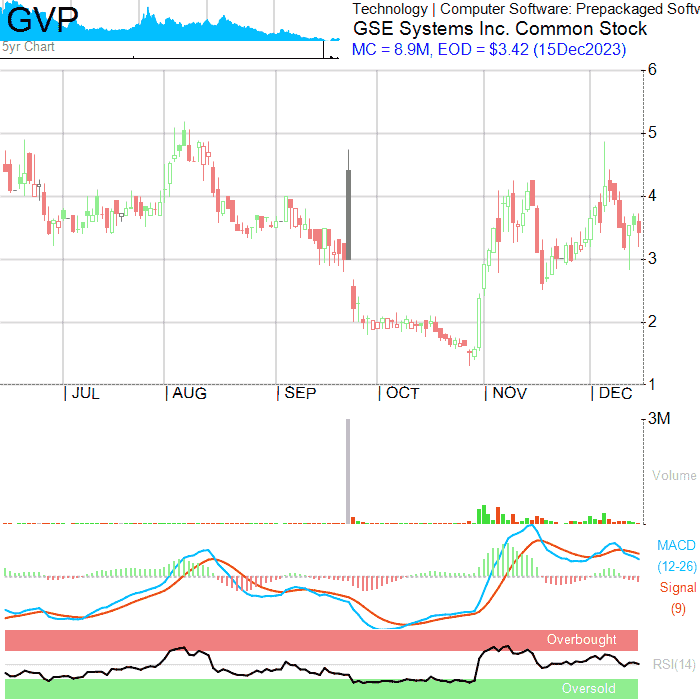 GVP
Technology | Computer Software: Prepackaged Softw
GSE Systems Inc. Common Stock
5yr Chart
MC = 8.9M, EOD = $3.42 (15Dec2023)
6
5
4
3
2
1
| JUL | AUG | SEP | OCT | NOV | DEC
3M
Volume
MACD
(12-26)
Signal
(9)
Overbought
RSI(14)
Oversold